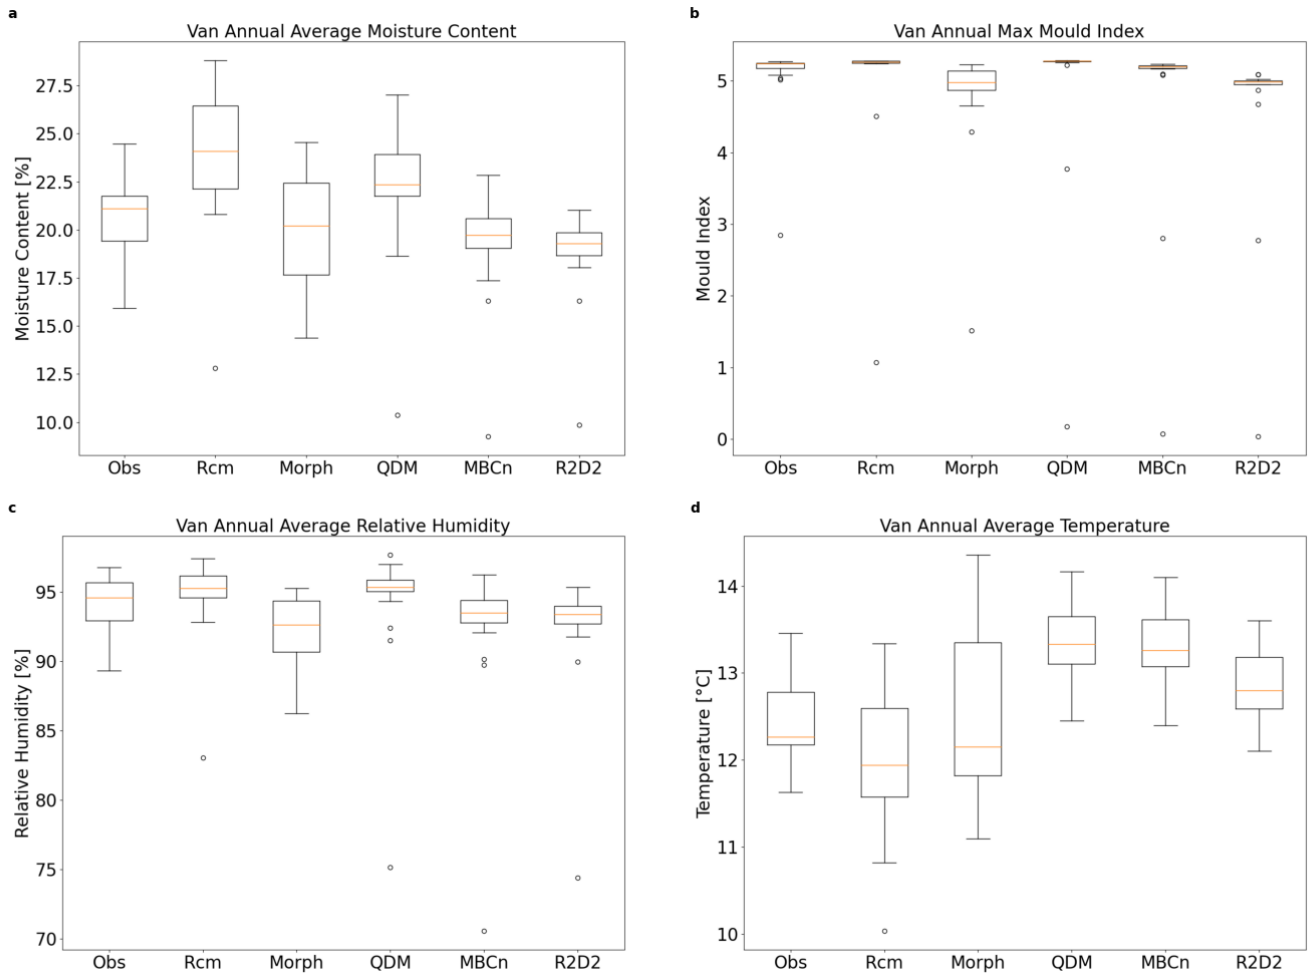 a
Van Annual Average Moisture Content
Moisture Content [%]
27.5
25.0
22.5
20.0
17.5
15.0
12.5
10.0
Obs Rcm Morph QDM MBCn R2D2
b
Van Annual Max Mould Index
Mould Index
5
4
3
2
1
0
Obs Rcm Morph QDM MBCn R2D2
c
Van Annual Average Relative Humidity
Relative Humidity [%]
95
90
85
80
75
70
Obs Rcm Morph QDM MBCn R2D2
d
Van Annual Average Temperature
Temperature [°C]
14
13
12
11
10
Obs Rcm Morph QDM MBCn R2D2